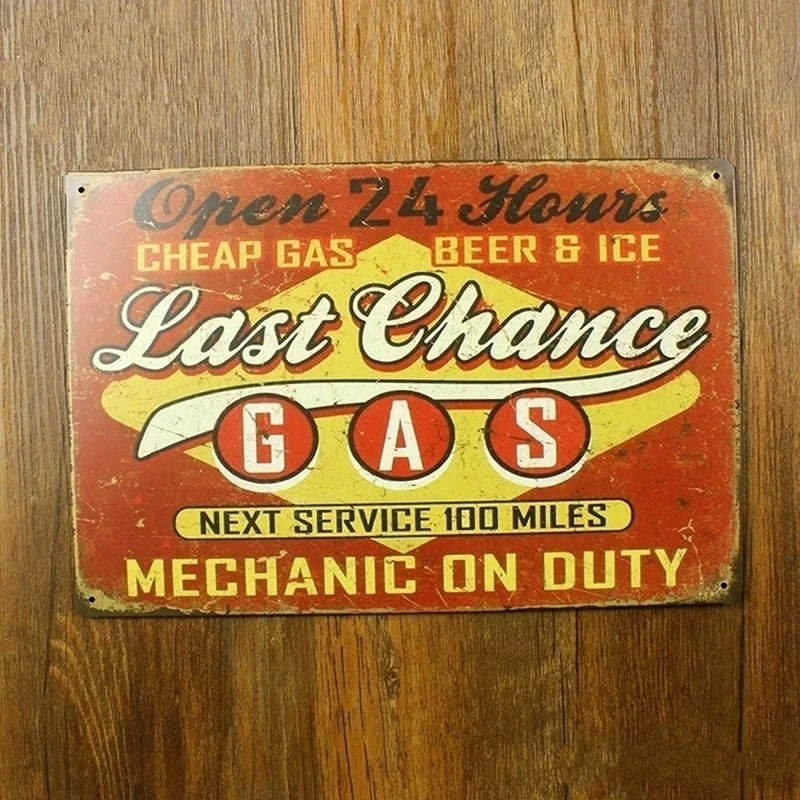 Open 24 Hours
CHEAP GAS BEER & ICE
Last Chance
GAS
NEXT SERVICE 100 MILES
MECHANIC ON DUTY